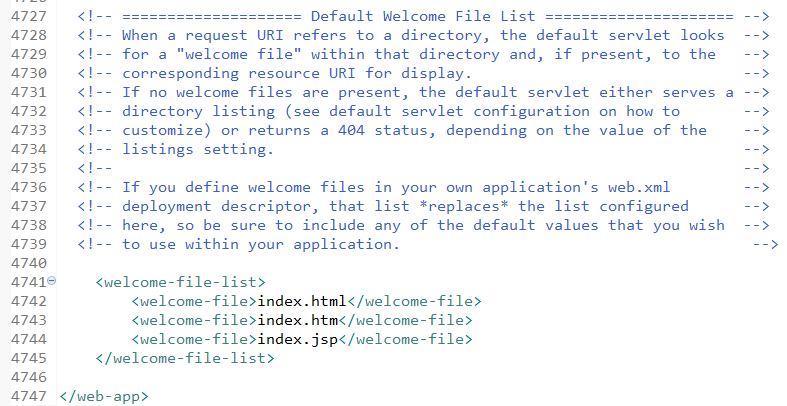 4727 <!-- ==================== Default Welcome File List ===================== -->
4728 <!-- When a request URI refers to a directory, the default servlet looks -->
4729 <!-- for a "welcome file" within that directory and, if present, to the -->
4730 <!-- corresponding resource URI for display. -->
4731 <!-- If no welcome files are present, the default servlet either serves a -->
4732 <!-- directory listing (see default servlet configuration on how to -->
4733 <!-- customize) or returns a 404 status, depending on the value of the -->
4734 <!-- listings setting. -->
4735 <!-- -->
4736 <!-- If you define welcome files in your own application's web.xml -->
4737 <!-- deployment descriptor, that list *replaces* the list configured -->
4738 <!-- here, so be sure to include any of the default values that you wish -->
4739 <!-- to use within your application. -->
4740
4741 <welcome-file-list>
4742 <welcome-file>index.html</welcome-file>
4743 <welcome-file>index.htm</welcome-file>
4744 <welcome-file>index.jsp</welcome-file>
4745 </welcome-file-list>
4746
4747 </web-app>